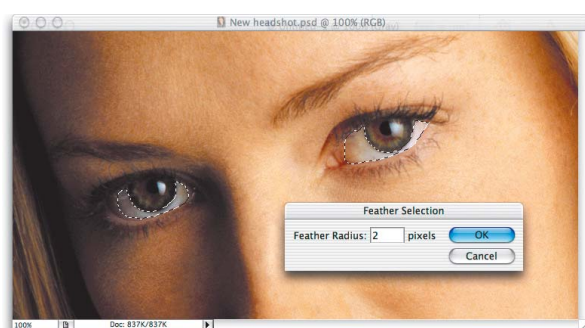 New headshot.psd @ 100% (RGB)
Feather Selection
Feather Radius: 2 pixels OK
Cancel
100% Doc: 837K/837K